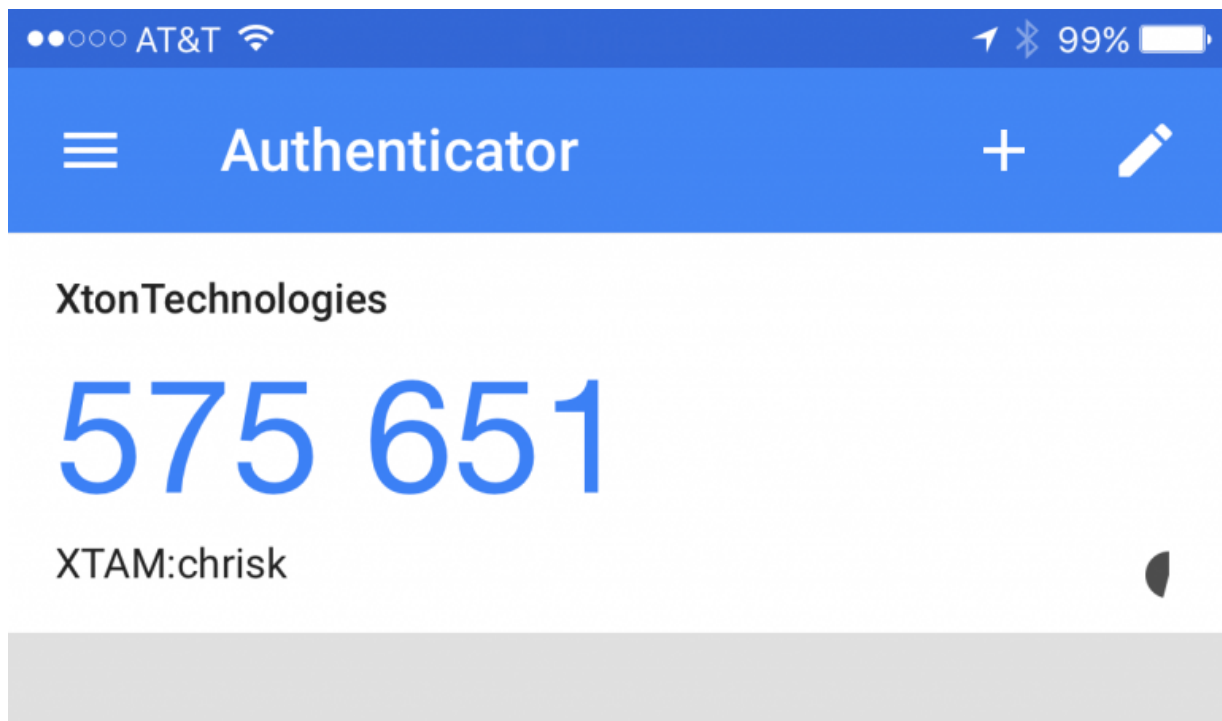 AT&T 99%
Authenticator
XtonTechnologies
575 651
XTAM:chrisk